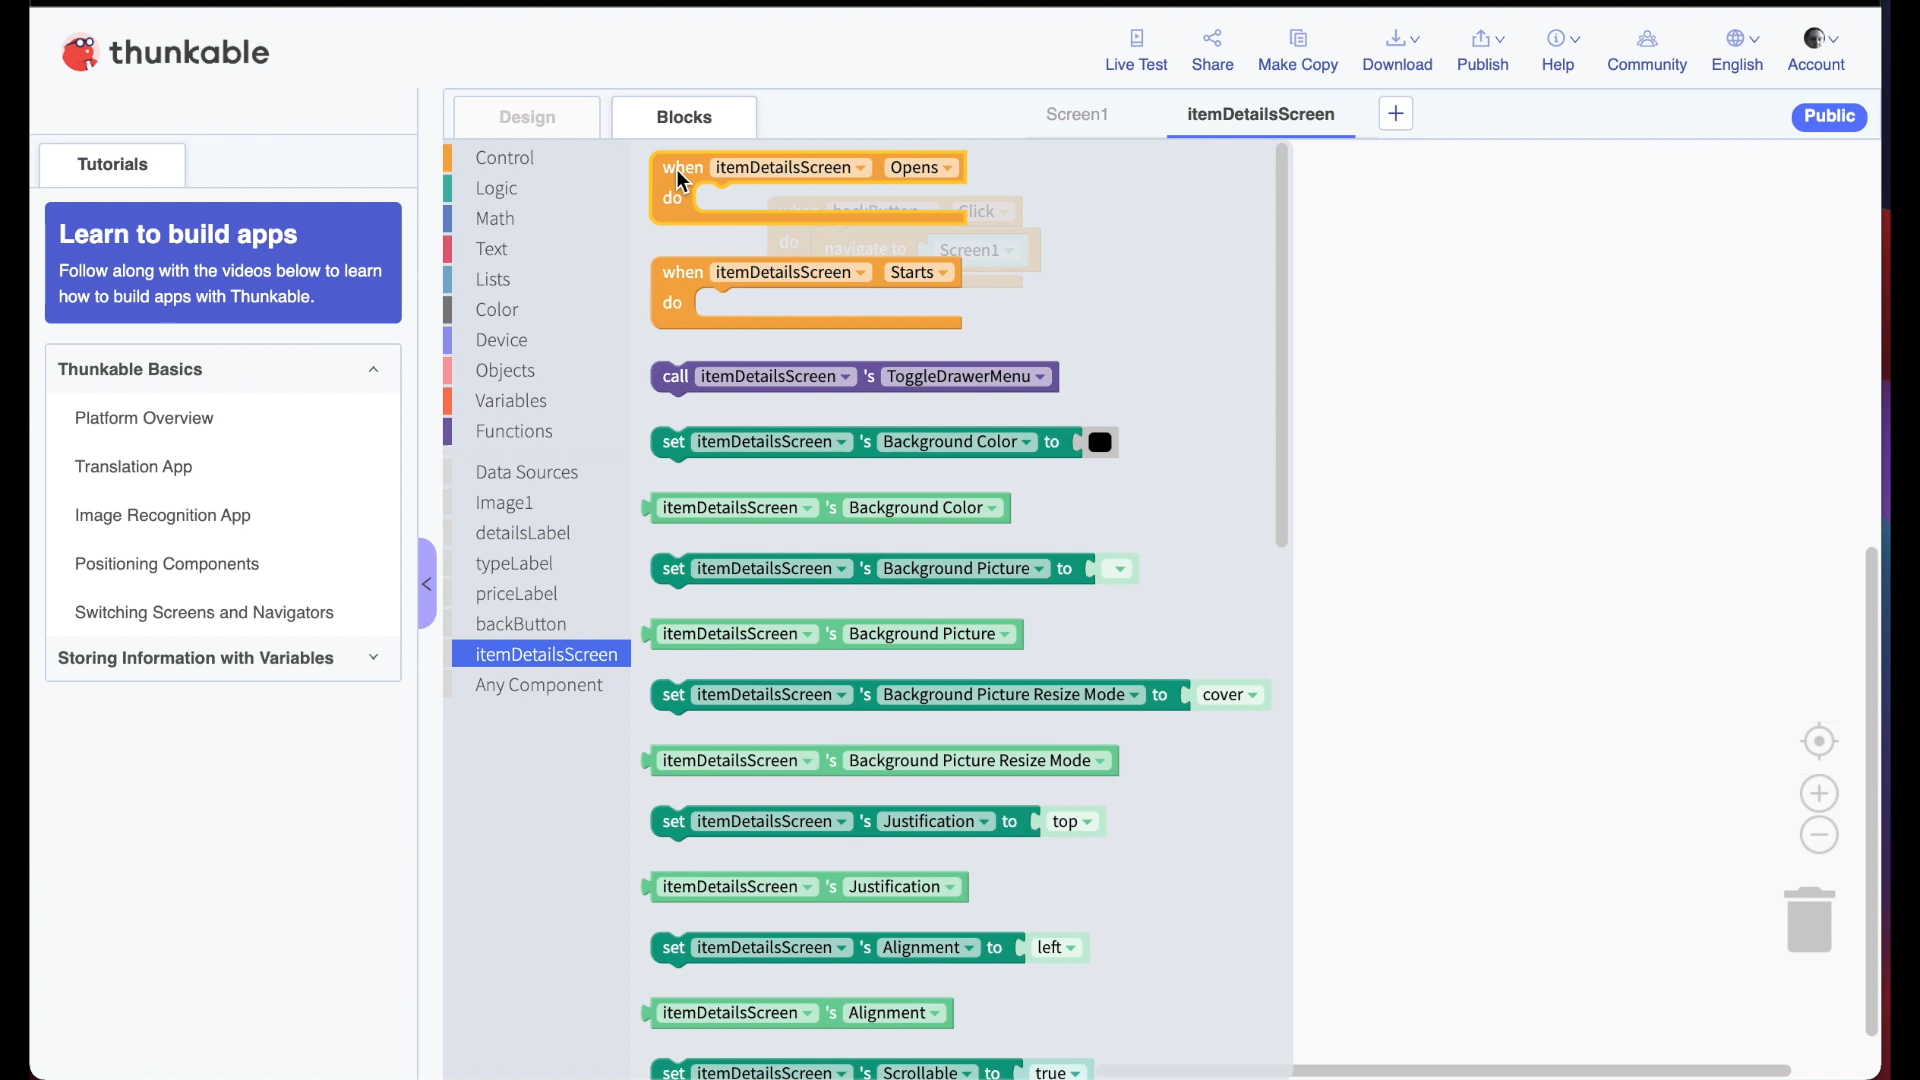 thunkable
Live Test
Share
Make Copy
Download
Publish
Help
Community
English
Account
Design
Blocks
Screen1
itemDetailsScreen
+
Public
Tutorials
Learn to build apps
Follow along with the videos below to learn
how to build apps with Thunkable.
Thunkable Basics
Platform Overview
Translation App
Image Recognition App
Positioning Components
Switching Screens and Navigators
Storing Information with Variables
Control
Logic
Math
Text
Lists
Color
Device
Objects
Variables
Functions
Data Sources
Image1
detailsLabel
typeLabel
priceLabel
backButton
itemDetailsScreen
Any Component
when itemDetailsScreen Opens
do
when backButton Click
do navigate to Screen1
when itemDetailsScreen Starts
do
call itemDetailsScreen 's ToggleDrawerMenu
set itemDetailsScreen 's Background Color to
itemDetailsScreen 's Background Color
set itemDetailsScreen 's Background Picture to
itemDetailsScreen 's Background Picture
set itemDetailsScreen 's Background Picture Resize Mode to cover
itemDetailsScreen 's Background Picture Resize Mode
set itemDetailsScreen 's Justification to top
itemDetailsScreen 's Justification
set itemDetailsScreen 's Alignment to left
itemDetailsScreen 's Alignment
set itemDetailsScreen 's Scrollable to true